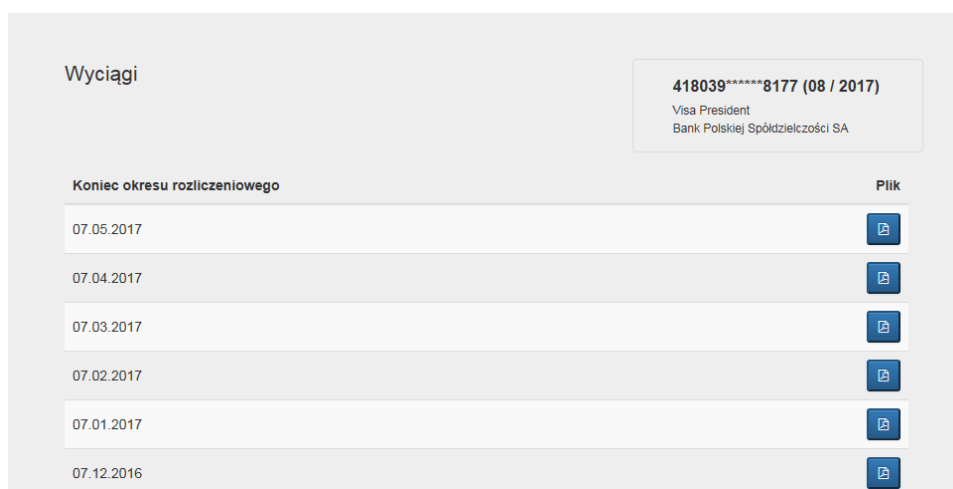 Wyciągi
418039******8177 (08 / 2017)
Visa President
Bank Polskiej Spółdzielczości SA
Koniec okresu rozliczeniowego Plik
07.05.2017
07.04.2017
07.03.2017
07.02.2017
07.01.2017
07.12.2016